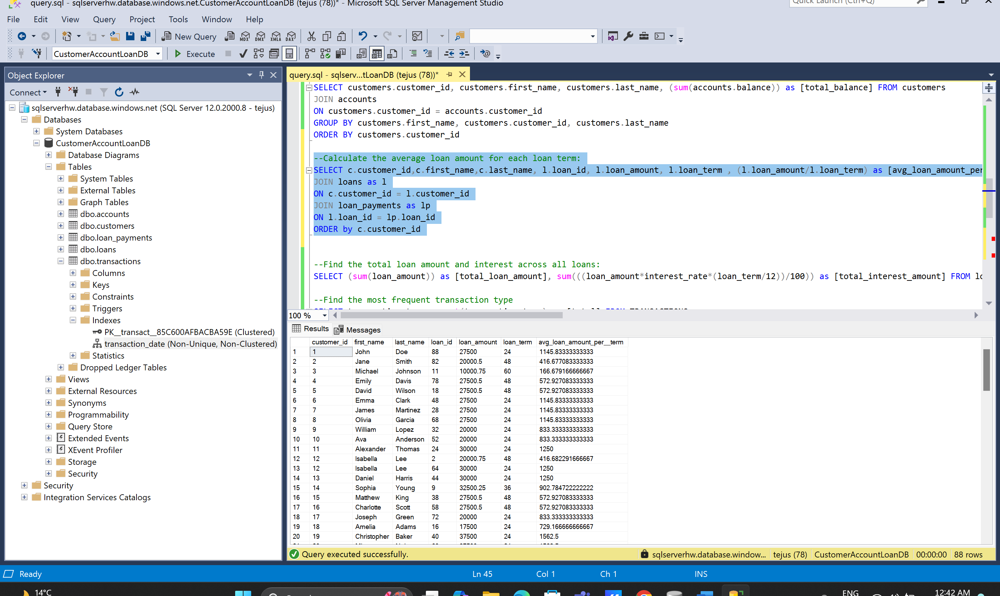 query.sql - sqlserverhw.database.windows.net.CustomerAccountLoanDB (tejus (78))* - Microsoft SQL Server Management Studio
Quick Launch (Ctrl+Q)
File Edit View Query Project Tools Window Help
New Query MDX DMX XMLA DAX
CustomerAccountLoanDB Execute
Object Explorer
Connect
sqlserverhw.database.windows.net (SQL Server 12.0.2000.8 - tejus)
Databases
System Databases
CustomerAccountLoanDB
Database Diagrams
Tables
System Tables
External Tables
Graph Tables
dbo.accounts
dbo.customers
dbo.loan_payments
dbo.loans
dbo.transactions
Columns
Keys
Constraints
Triggers
Indexes
PK__transact__85C600AFBACBA59E (Clustered)
transaction_date (Non-Unique, Non-Clustered)
Statistics
Dropped Ledger Tables
Views
External Resources
Synonyms
Programmability
Query Store
Extended Events
XEvent Profiler
Storage
Security
Security
Integration Services Catalogs
query.sql - sqlserv...tLoanDB (tejus (78))*
SELECT customers.customer_id, customers.first_name, customers.last_name, (sum(accounts.balance)) as [total_balance] FROM customers
JOIN accounts
ON customers.customer_id = accounts.customer_id
GROUP BY customers.first_name, customers.customer_id, customers.last_name
ORDER BY customers.customer_id
--Calculate the average loan amount for each loan term:
SELECT c.customer_id,c.first_name,c.last_name, l.loan_id, l.loan_amount, l.loan_term , (l.loan_amount/l.loan_term) as [avg_loan_amount_per
JOIN loans as l
ON c.customer_id = l.customer_id
JOIN loan_payments as lp
ON l.loan_id = lp.loan_id
ORDER by c.customer_id
--Find the total loan amount and interest across all loans:
SELECT (sum(loan_amount)) as [total_loan_amount], sum(((loan_amount*interest_rate*(loan_term/12))/100)) as [total_interest_amount] FROM lo
--Find the most frequent transaction type
100 %
Results Messages
customer_id first_name last_name loan_id loan_amount loan_term avg_loan_amount_per__term
1 1 John Doe 88 27500 24 1145.83333333333
2 2 Jane Smith 82 20000.5 48 416.677083333333
3 3 Michael Johnson 11 10000.75 60 166.679166666667
4 4 Emily Davis 78 27500.5 48 572.927083333333
5 5 David Wilson 18 27500.5 48 572.927083333333
6 6 Emma Clark 48 27500 24 1145.83333333333
7 7 James Martinez 28 27500 24 1145.83333333333
8 8 Olivia Garcia 68 27500 24 1145.83333333333
9 9 William Lopez 32 20000 24 833.333333333333
10 10 Ava Anderson 52 20000 24 833.333333333333
11 11 Alexander Thomas 24 30000 24 1250
12 12 Isabella Lee 2 20000.75 48 416.682291666667
13 12 Isabella Lee 64 30000 24 1250
14 13 Daniel Harris 44 30000 24 1250
15 14 Sophia Young 9 32500.25 36 902.784722222222
16 15 Matthew King 38 27500.5 48 572.927083333333
17 16 Charlotte Scott 58 27500.5 48 572.927083333333
18 17 Joseph Green 72 20000 24 833.333333333333
19 18 Amelia Adams 16 17500 24 729.166666666667
20 19 Christopher Baker 40 37500 24 1562.5
Query executed successfully.
sqlserverhw.database.window... tejus (78) CustomerAccountLoanDB 00:00:00 88 rows
Ready Ln 45 Col 1 Ch 1 INS
14°C ENG 12:42 AM